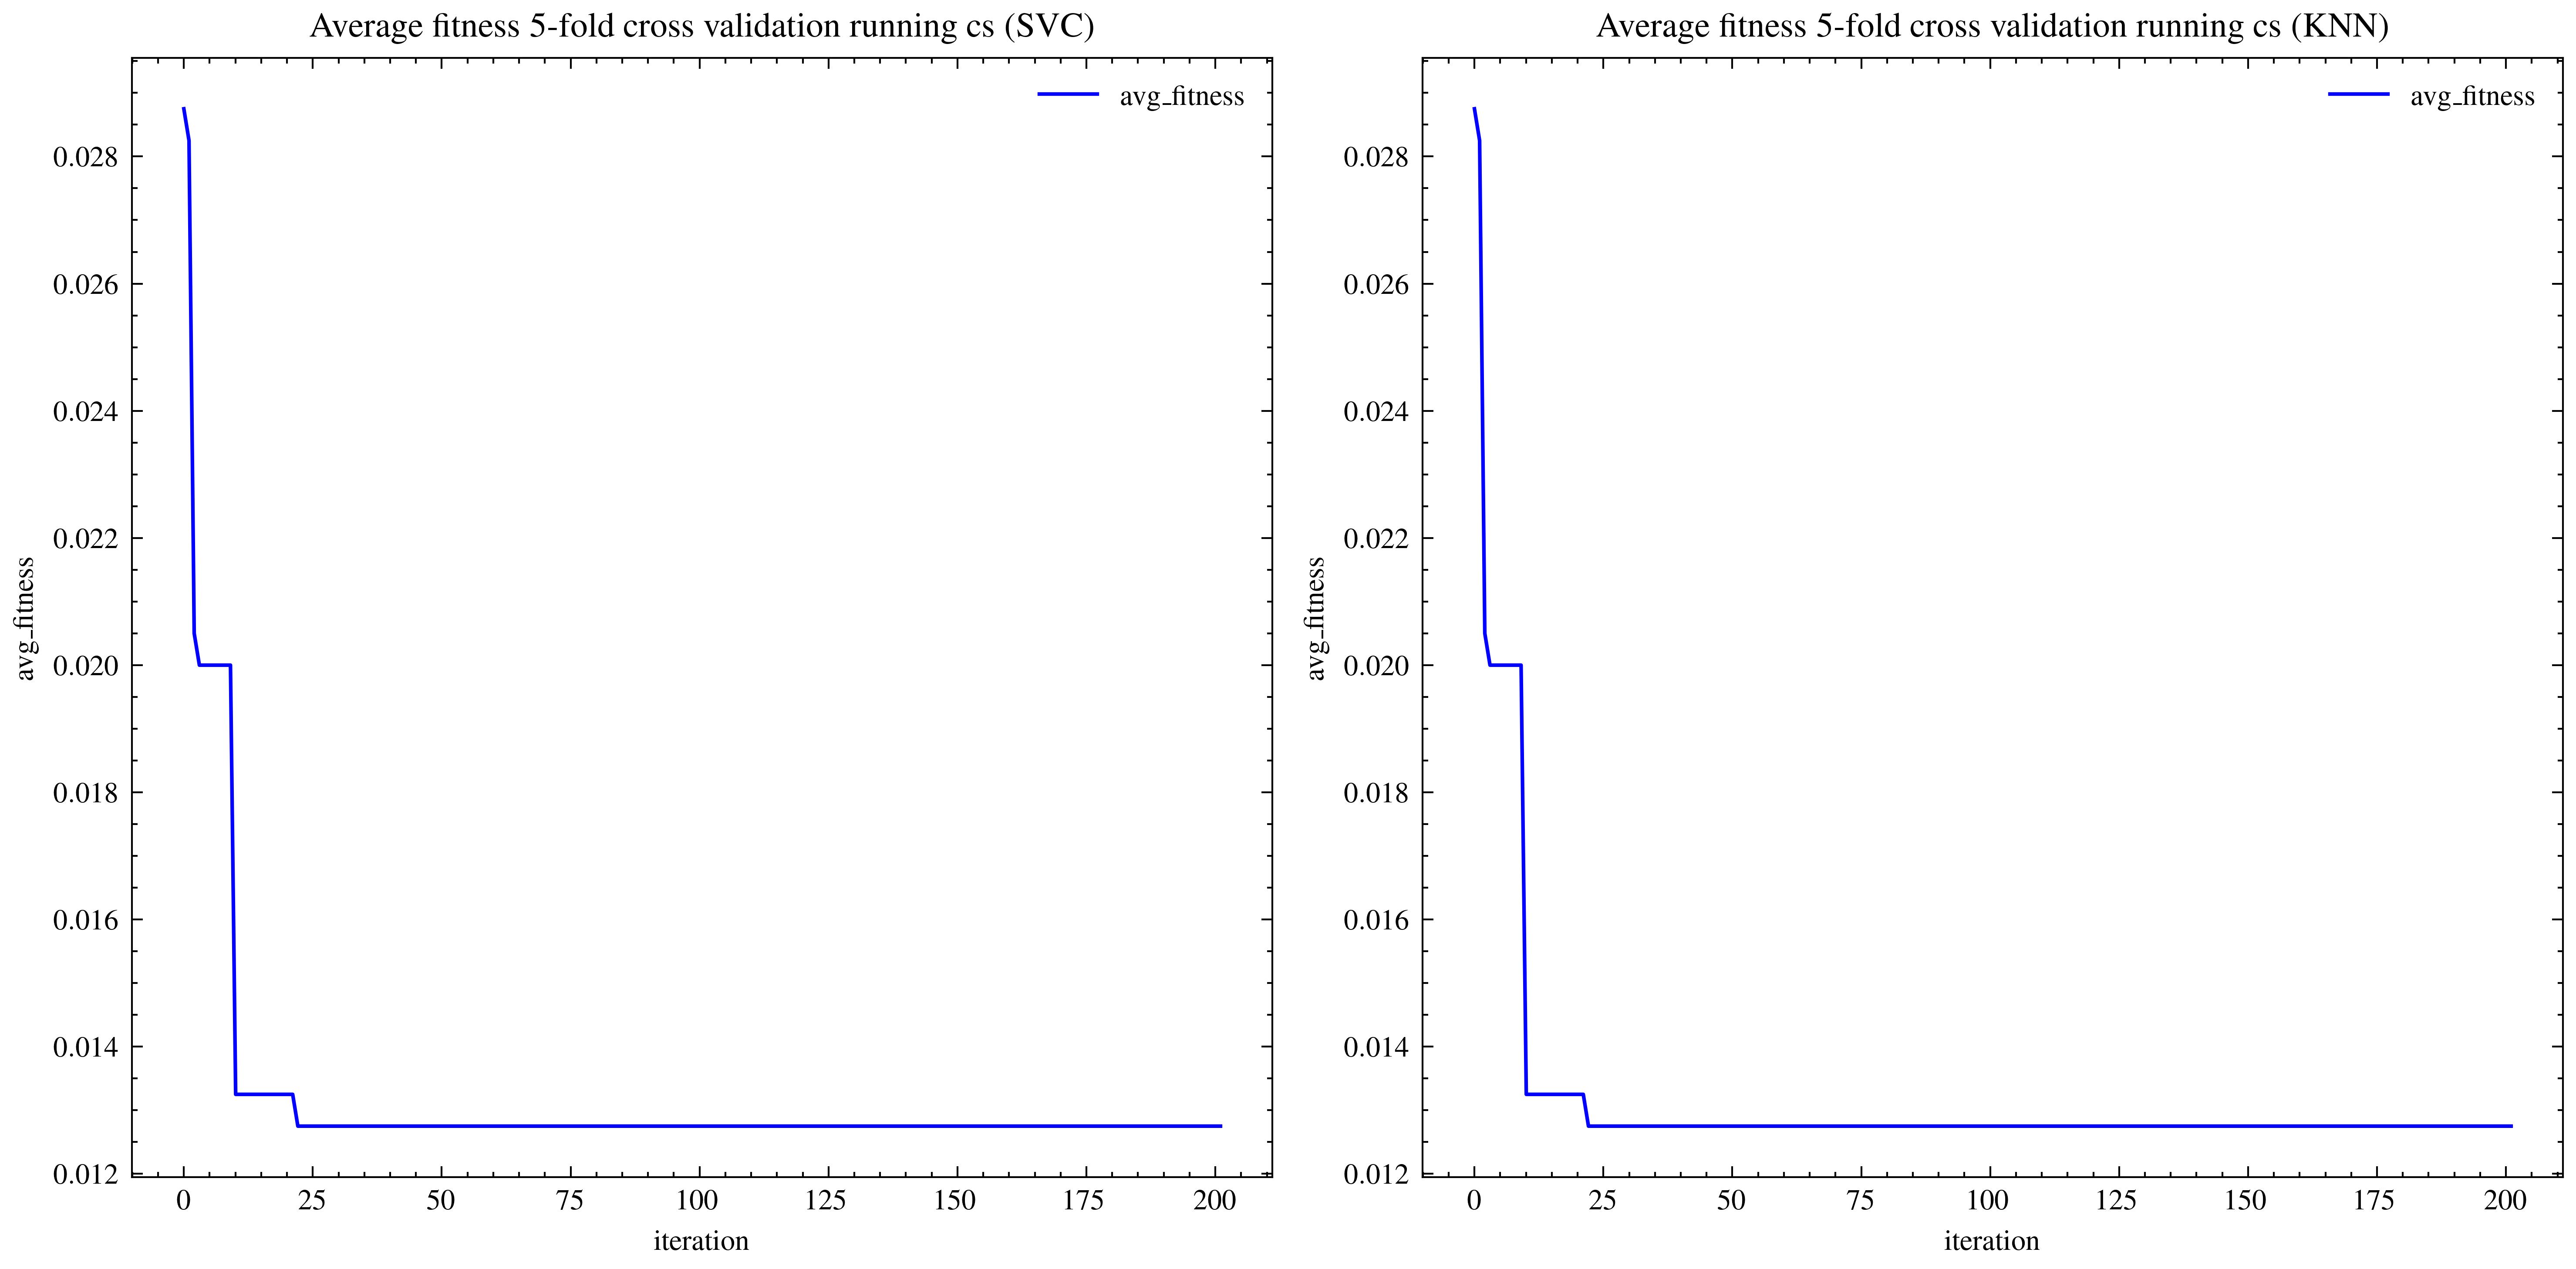 Average fitness 5-fold cross validation running cs (SVC)
avg_fitness
avg_fitness
0.028
0.026
0.024
0.022
0.020
0.018
0.016
0.014
0.012
0 25 50 75 100 125 150 175 200
iteration
Average fitness 5-fold cross validation running cs (KNN)
avg_fitness
avg_fitness
0.028
0.026
0.024
0.022
0.020
0.018
0.016
0.014
0.012
0 25 50 75 100 125 150 175 200
iteration